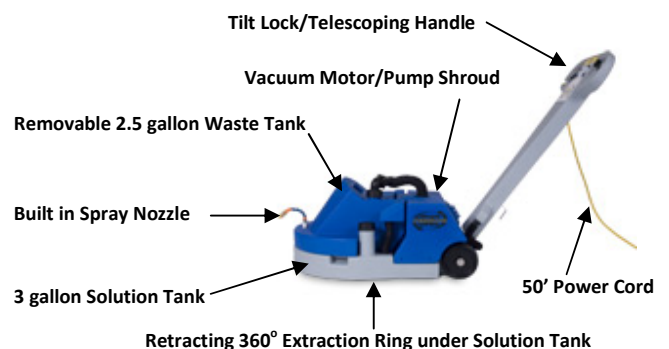 Tilt Lock/Telescoping Handle
Vacuum Motor/Pump Shroud
Removable 2.5 gallon Waste Tank
Built in Spray Nozzle
3 gallon Solution Tank
50' Power Cord
Retracting 360° Extraction Ring under Solution Tank